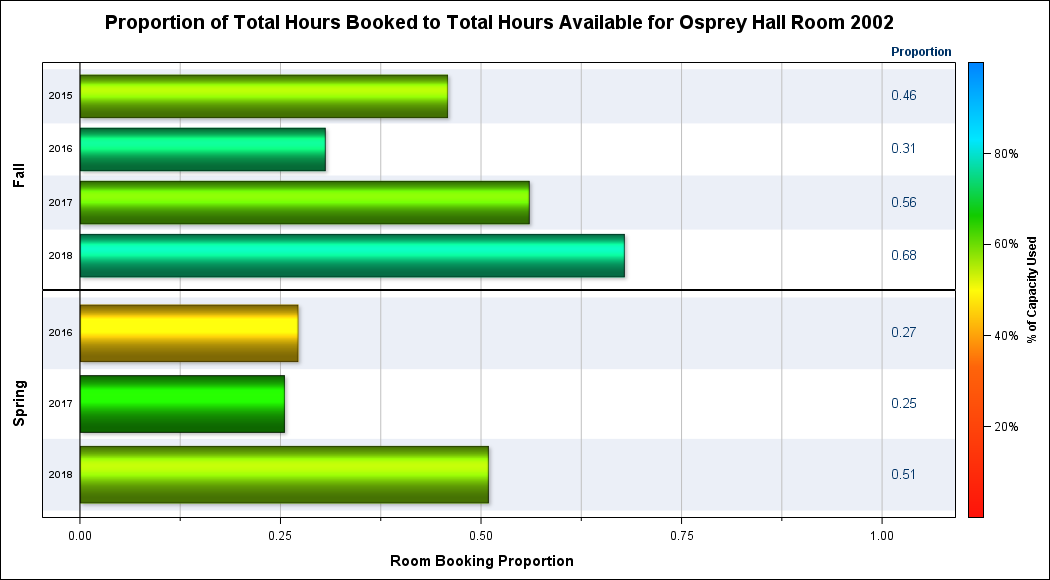 Proportion of Total Hours Booked to Total Hours Available for Osprey Hall Room 2002
Proportion
Fall
2015 0.46
2016 0.31
2017 0.56
2018 0.68
Spring
2016 0.27
2017 0.25
2018 0.51
0.00 0.25 0.50 0.75 1.00
Room Booking Proportion
80%
60%
40%
20%
% of Capacity Used